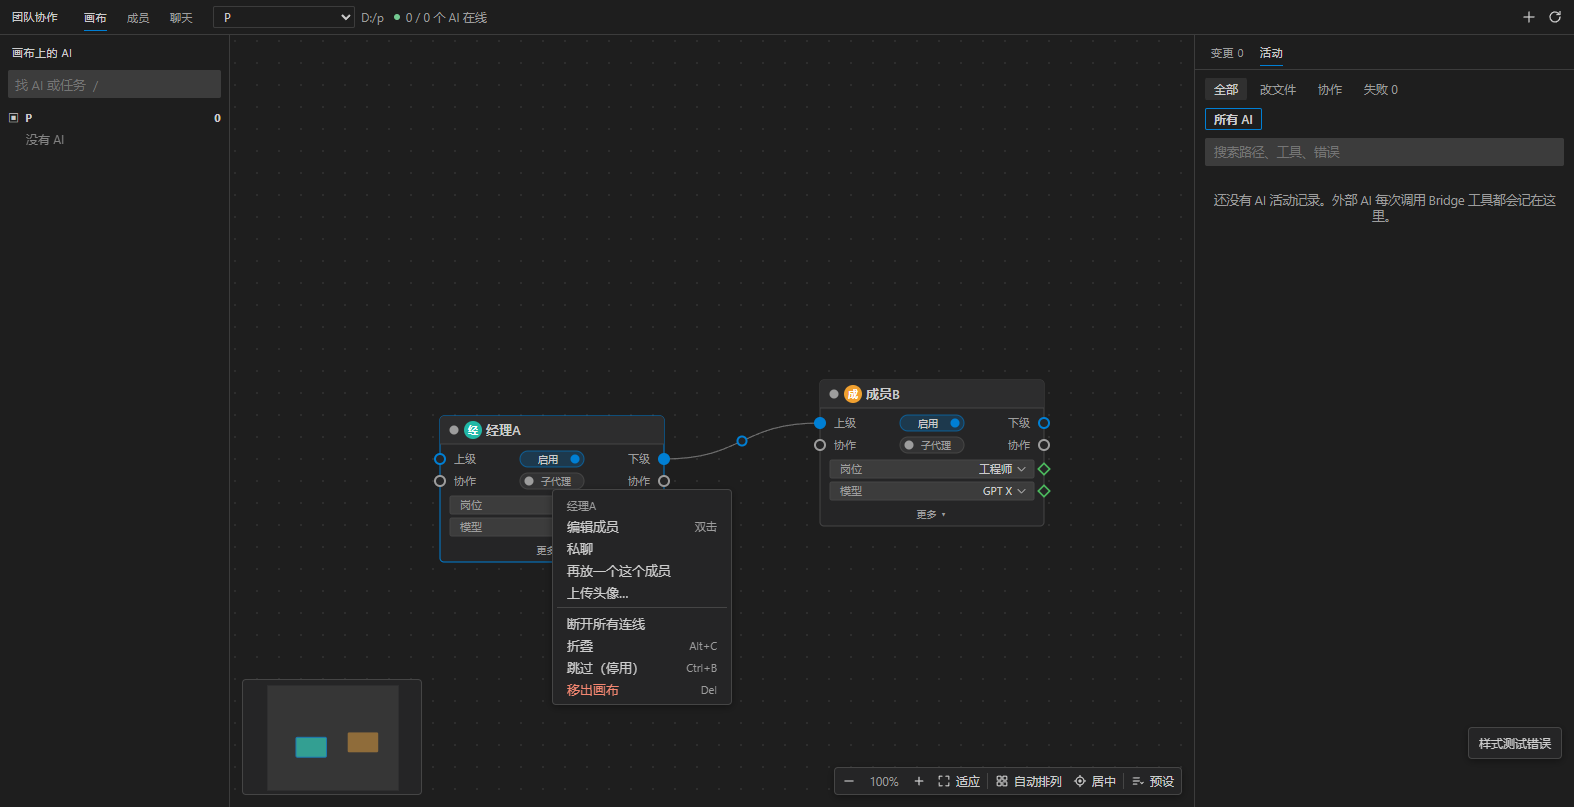 团队协作 画布 成员 聊天 P D:/p 0 / 0 个 AI 在线
画布上的 AI
找 AI 或任务 /
P 0
没有 AI
经 经理A
上级 启用 下级
协作 子代理 协作
岗位
模型
更多
经理A
编辑成员 双击
私聊
再放一个这个成员
上传头像...
断开所有连线
折叠 Alt+C
跳过（停用） Ctrl+B
移出画布 Del
成 成员B
上级 启用 下级
协作 子代理 协作
岗位 工程师
模型 GPT X
更多
100% 适应 自动排列 居中 预设
变更 0 活动
全部 改文件 协作 失败 0
所有 AI
搜索路径、工具、错误
还没有 AI 活动记录。外部 AI 每次调用 Bridge 工具都会记在这
里。
样式测试错误